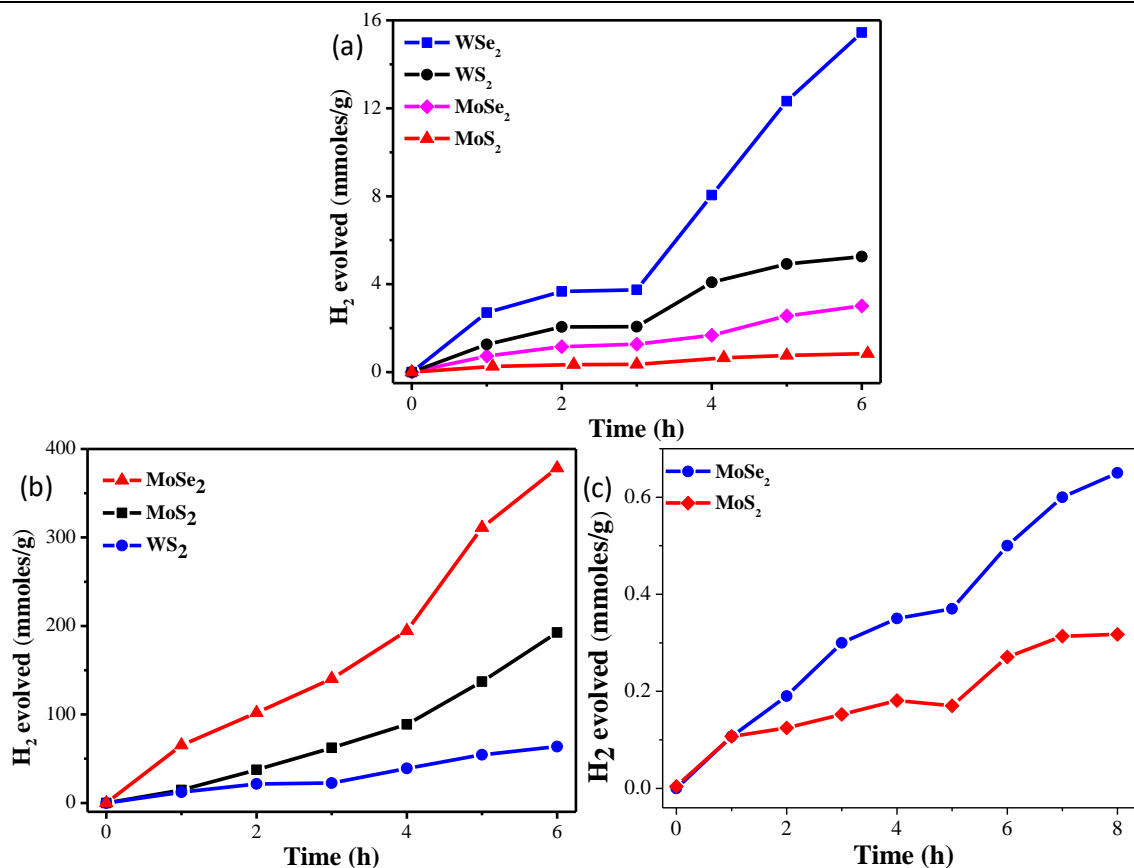 (a)
WSe₂
WS₂
MoSe₂
MoS₂
H₂ evolved (mmoles/g)
16
12
8
4
0
0 2 4 6
Time (h)
(b)
MoSe₂
MoS₂
WS₂
H₂ evolved (mmoles/g)
400
300
200
100
0
0 2 4 6
Time (h)
(c)
MoSe₂
MoS₂
H2 evolved (mmoles/g)
0.6
0.4
0.2
0.0
0 2 4 6 8
Time (h)